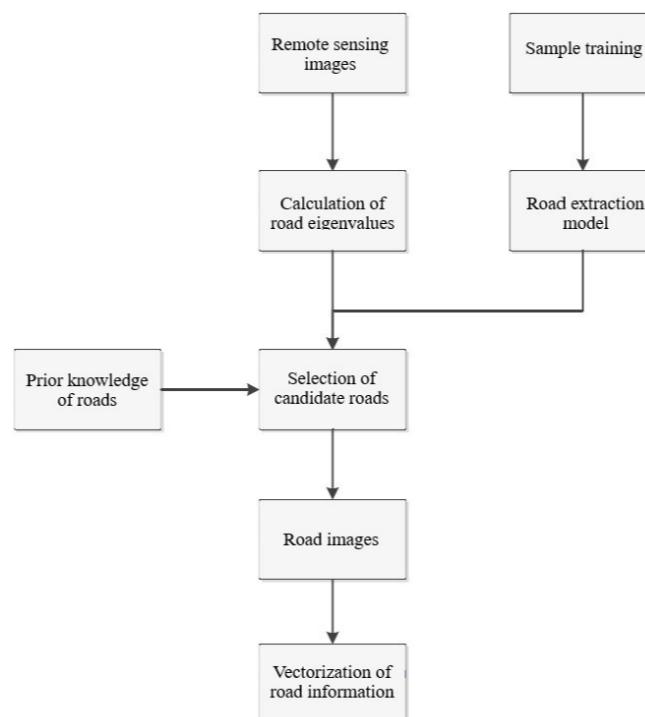 Remote sensing
images
Sample training
Calculation of
road eigenvalues
Road extraction
model
Prior knowledge
of roads
Selection of
candidate roads
Road images
Vectorization of
road information